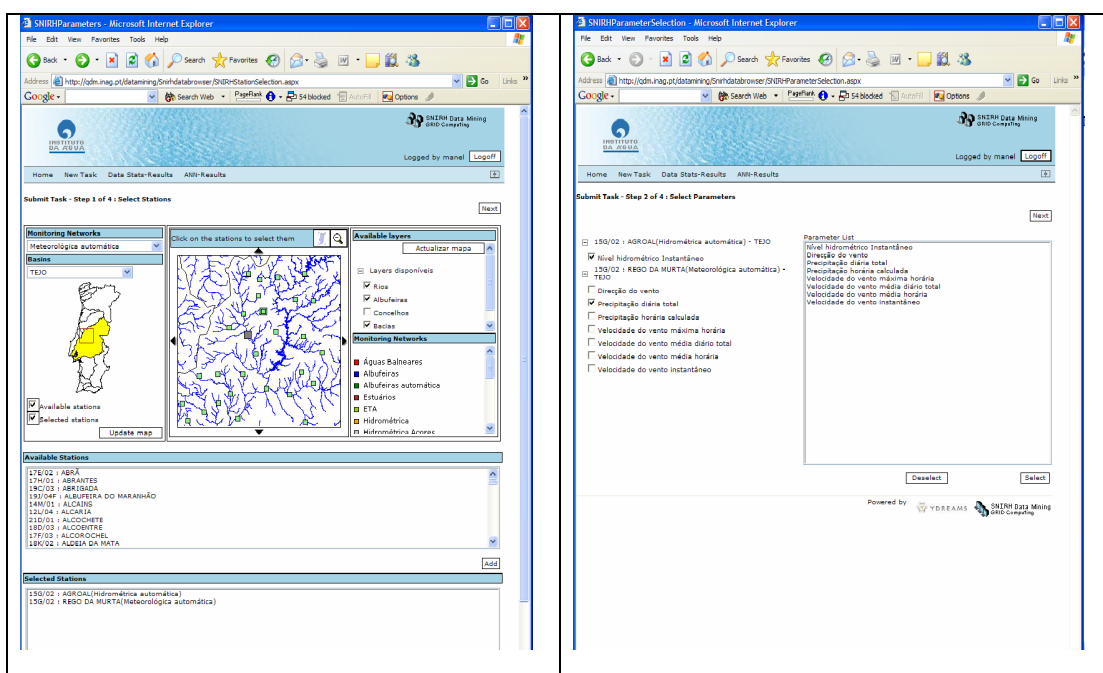 SNIRHParameters - Microsoft Internet Explorer
File Edit View Favorites Tools Help
Back Search Favorites
Address http://qdm.inag.pt/datamining/Snirhdatabrowser/SNIRHStationSelection.aspx Go Links »
Google Search Web PageRank 54 blocked AutoFill Options
INSTITUTO
DA ÁGUA
SNIRH Data Mining
GRID Computing
Logged by manel Logoff
Home New Task Data Stats-Results ANN-Results
Submit Task - Step 1 of 4 : Select Stations
Next
Monitoring Networks
Meteorológica automática
Basins
TEJO
Available stations
Selected stations
Update map
Click on the stations to select them
Available layers
Actualizar mapa
Layers disponíveis
Rios
Albufeiras
Concelhos
Bacias
Monitoring Networks
Águas Balneares
Albufeiras
Albufeiras automática
Estuários
ETA
Hidrométrica
Hidrométrica Açores
Available Stations
17E/02 : ABRÃ
17H/01 : ABRANTES
19C/03 : ABRIGADA
19J/04F : ALBUFEIRA DO MARANHÃO
14M/01 : ALCAINS
12L/04 : ALCARIA
21D/01 : ALCOCHETE
18D/03 : ALCOENTRE
17F/03 : ALCOROCHEL
18K/02 : ALDEIA DA MATA
Add
Selected Stations
15G/02 : AGROAL(Hidrométrica automática)
15G/02 : REGO DA MURTA(Meteorológica automática)
SNIRHParameterSelection - Microsoft Internet Explorer
File Edit View Favorites Tools Help
Back Search Favorites
Address http://qdm.inag.pt/datamining/Snirhdatabrowser/SNIRHParameterSelection.aspx Go Links »
Google Search Web PageRank 54 blocked AutoFill Options
INSTITUTO
DA ÁGUA
SNIRH Data Mining
GRID Computing
Logged by manel Logoff
Home New Task Data Stats-Results ANN-Results
Submit Task - Step 2 of 4 : Select Parameters
Next
15G/02 : AGROAL(Hidrométrica automática) - TEJO
Nível hidrométrico Instantâneo
15G/02 : REGO DA MURTA(Meteorológica automática) -
TEJO
Direcção do vento
Precipitação diária total
Precipitação horária calculada
Velocidade do vento máxima horária
Velocidade do vento média diário total
Velocidade do vento média horária
Velocidade do vento instantâneo
Parameter List
Nível hidrométrico Instantâneo
Direcção do vento
Precipitação diária total
Precipitação horária calculada
Velocidade do vento máxima horária
Velocidade do vento média diário total
Velocidade do vento média horária
Velocidade do vento instantâneo
Deselect Select
Powered by YDREAMS SNIRH Data Mining
GRID Computing